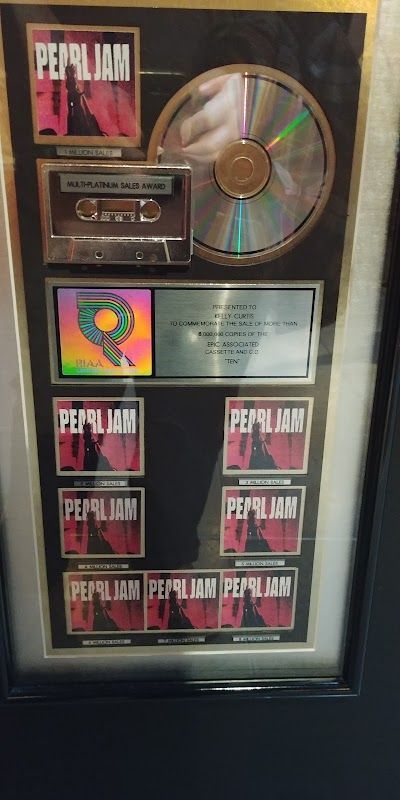 PEARL JAM
1 MILLION SALES
MULTI-PLATINUM SALES AWARD
PRESENTED TO
KELLY CURTIS
TO COMMEMORATE THE SALE OF MORE THAN
8,000,000 COPIES OF THE
EPIC ASSOCIATED
CASSETTE AND C.D.
"TEN"
RIAA
PEARL JAM
PEARL JAM
2 MILLION SALES
3 MILLION SALES
PEARL JAM
PEARL JAM
4 MILLION SALES
5 MILLION SALES
PEARL JAM
PEARL JAM
PEARL JAM
6 MILLION SALES
7 MILLION SALES
8 MILLION SALES